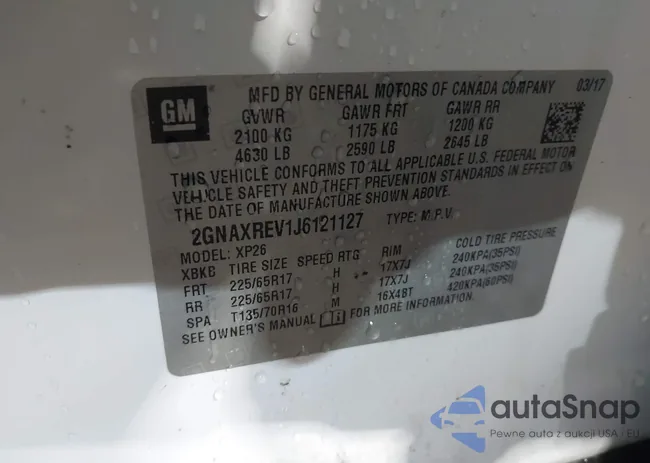 GM
MFD BY GENERAL MOTORS OF CANADA COMPANY 03/17
GVWR GAWR FRT GAWR RR
2100 KG 1175 KG 1200 KG
4630 LB 2590 LB 2645 LB
THIS VEHICLE CONFORMS TO ALL APPLICABLE U.S. FEDERAL MOTOR
VEHICLE SAFETY AND THEFT PREVENTION STANDARDS IN EFFECT ON
THE DATE OF MANUFACTURE SHOWN ABOVE.
2GNAXREV1J6121127 TYPE: M.P.V.
MODEL: XP26
XBKB TIRE SIZE SPEED RTG RIM COLD TIRE PRESSURE
FRT 225/65R17 H 17X7J 240KPA(35PSI)
RR 225/65R17 H 17X7J 240KPA(35PSI)
SPA T135/70R16 M 16X4BT 420KPA(60PSI)
SEE OWNER'S MANUAL FOR MORE INFORMATION.
autoSnap
Pewne auta z aukcji USA i EU